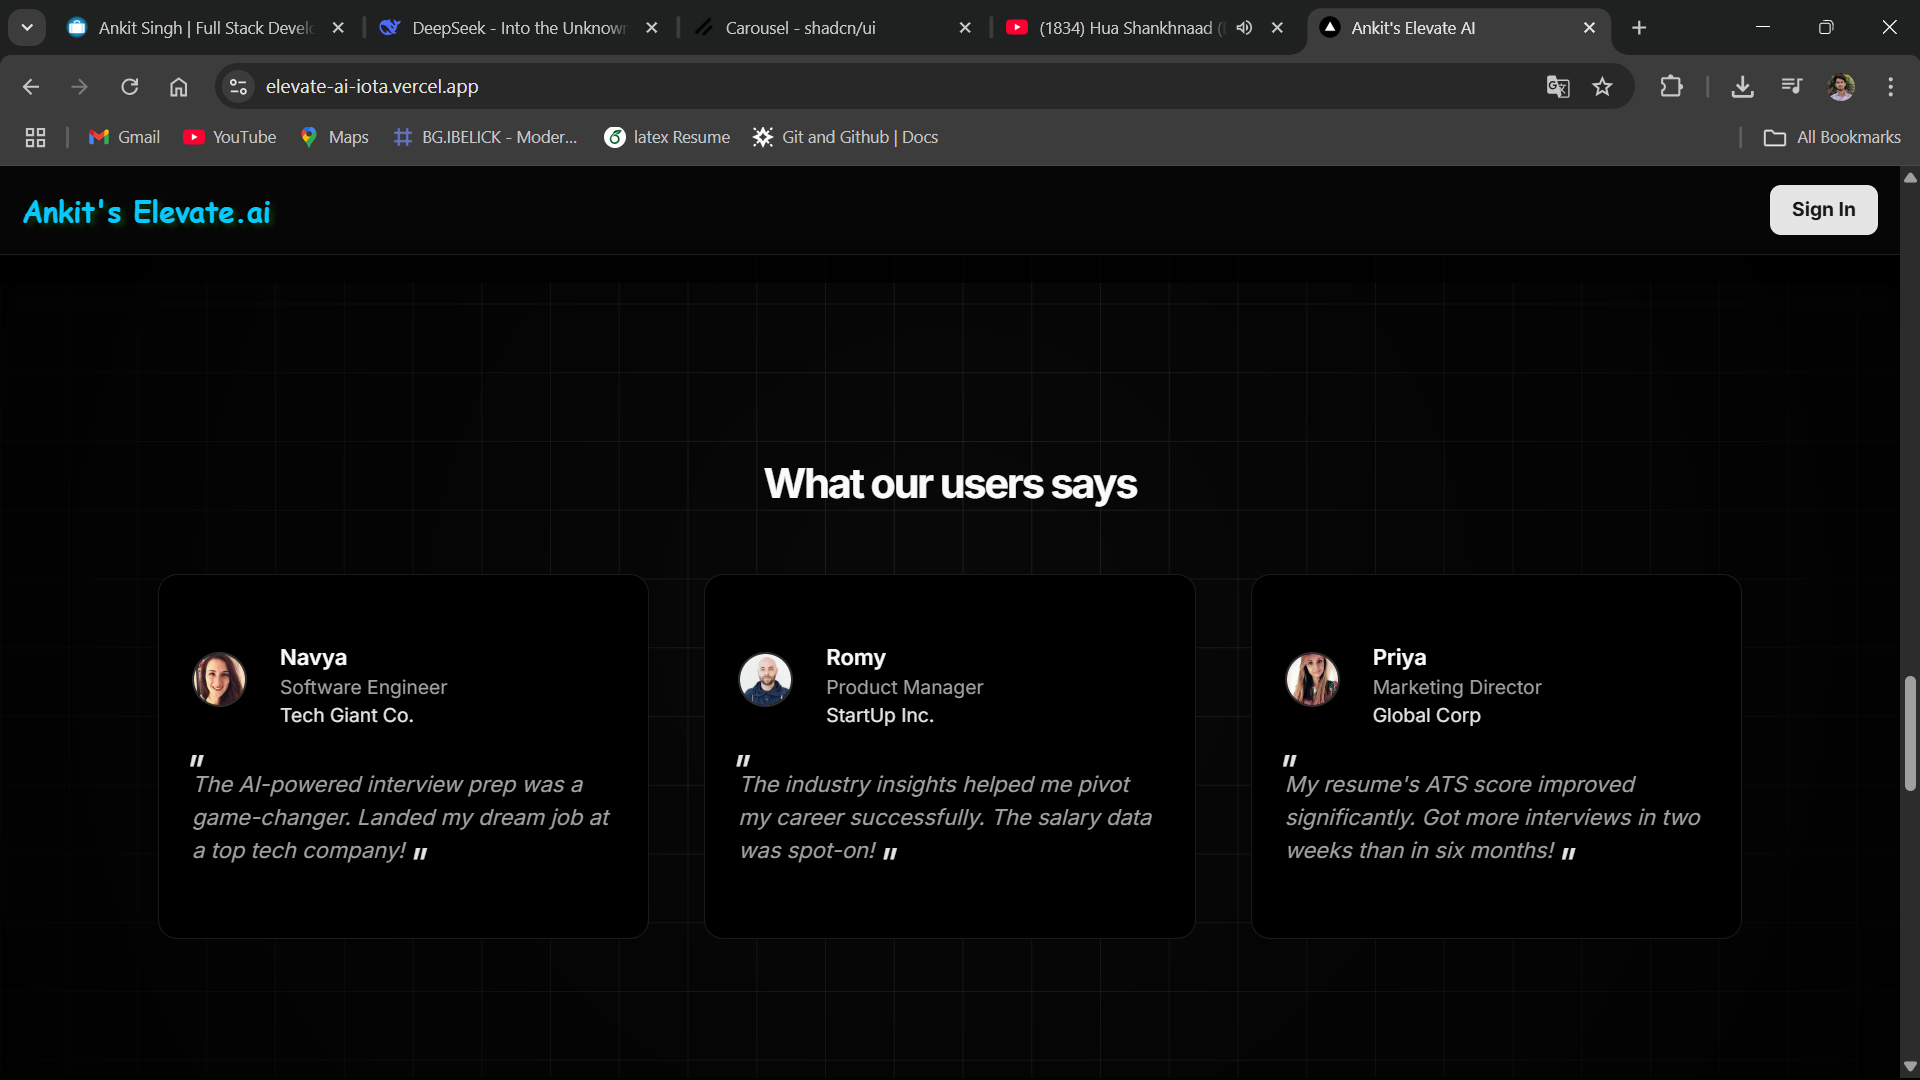 Ankit Singh | Full Stack Develo
DeepSeek - Into the Unknown
Carousel - shadcn/ui
(1834) Hua Shankhnaad (
Ankit's Elevate AI
elevate-ai-iota.vercel.app
Gmail
YouTube
Maps
BG.IBELICK - Moder...
latex Resume
Git and Github | Docs
All Bookmarks
Ankit's Elevate.ai
Sign In
What our users says
Navya
Software Engineer
Tech Giant Co.
"
The AI-powered interview prep was a
game-changer. Landed my dream job at
a top tech company! "
Romy
Product Manager
StartUp Inc.
"
The industry insights helped me pivot
my career successfully. The salary data
was spot-on! "
Priya
Marketing Director
Global Corp
"
My resume's ATS score improved
significantly. Got more interviews in two
weeks than in six months! "